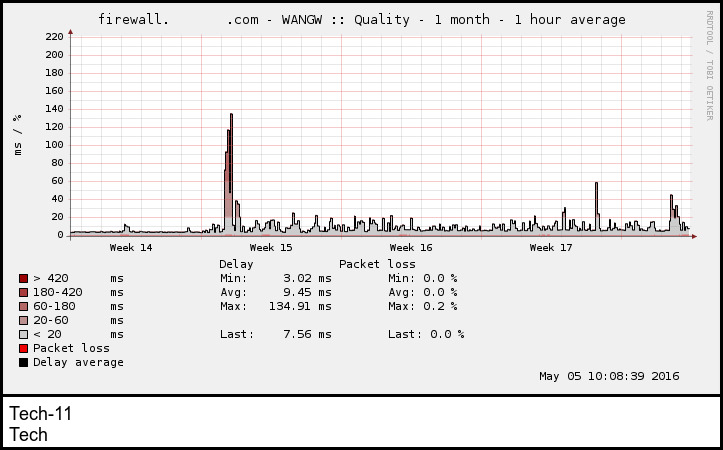 firewall. .com - WANGW :: Quality - 1 month - 1 hour average
RRDTOOL / TOBI OETIKER
ms / %
220
200
180
160
140
120
100
80
60
40
20
0
Week 14 Week 15 Week 16 Week 17
Delay Packet loss
> 420 ms Min: 3.02 ms Min: 0.0 %
180-420 ms Avg: 9.45 ms Avg: 0.0 %
60-180 ms Max: 134.91 ms Max: 0.2 %
20-60 ms
< 20 ms Last: 7.56 ms Last: 0.0 %
Packet loss
Delay average
May 05 10:08:39 2016
Tech-11
Tech